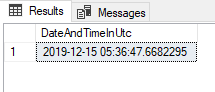 Results Messages
DateAndTimeInUtc
1 2019-12-15 05:36:47.6682295